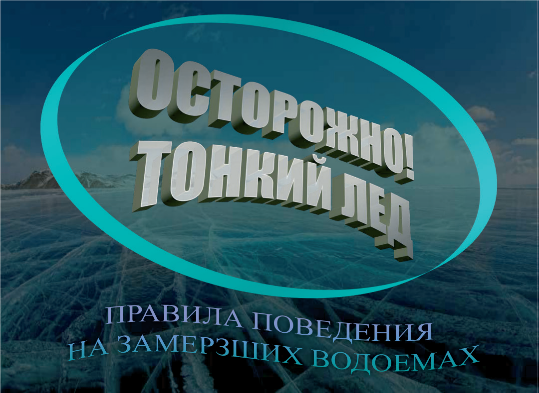 ОСТОРОЖНО!
ТОНКИЙ ЛЕД
ПРАВИЛА ПОВЕДЕНИЯ
НА ЗАМЕРЗШИХ ВОДОЕМАХ